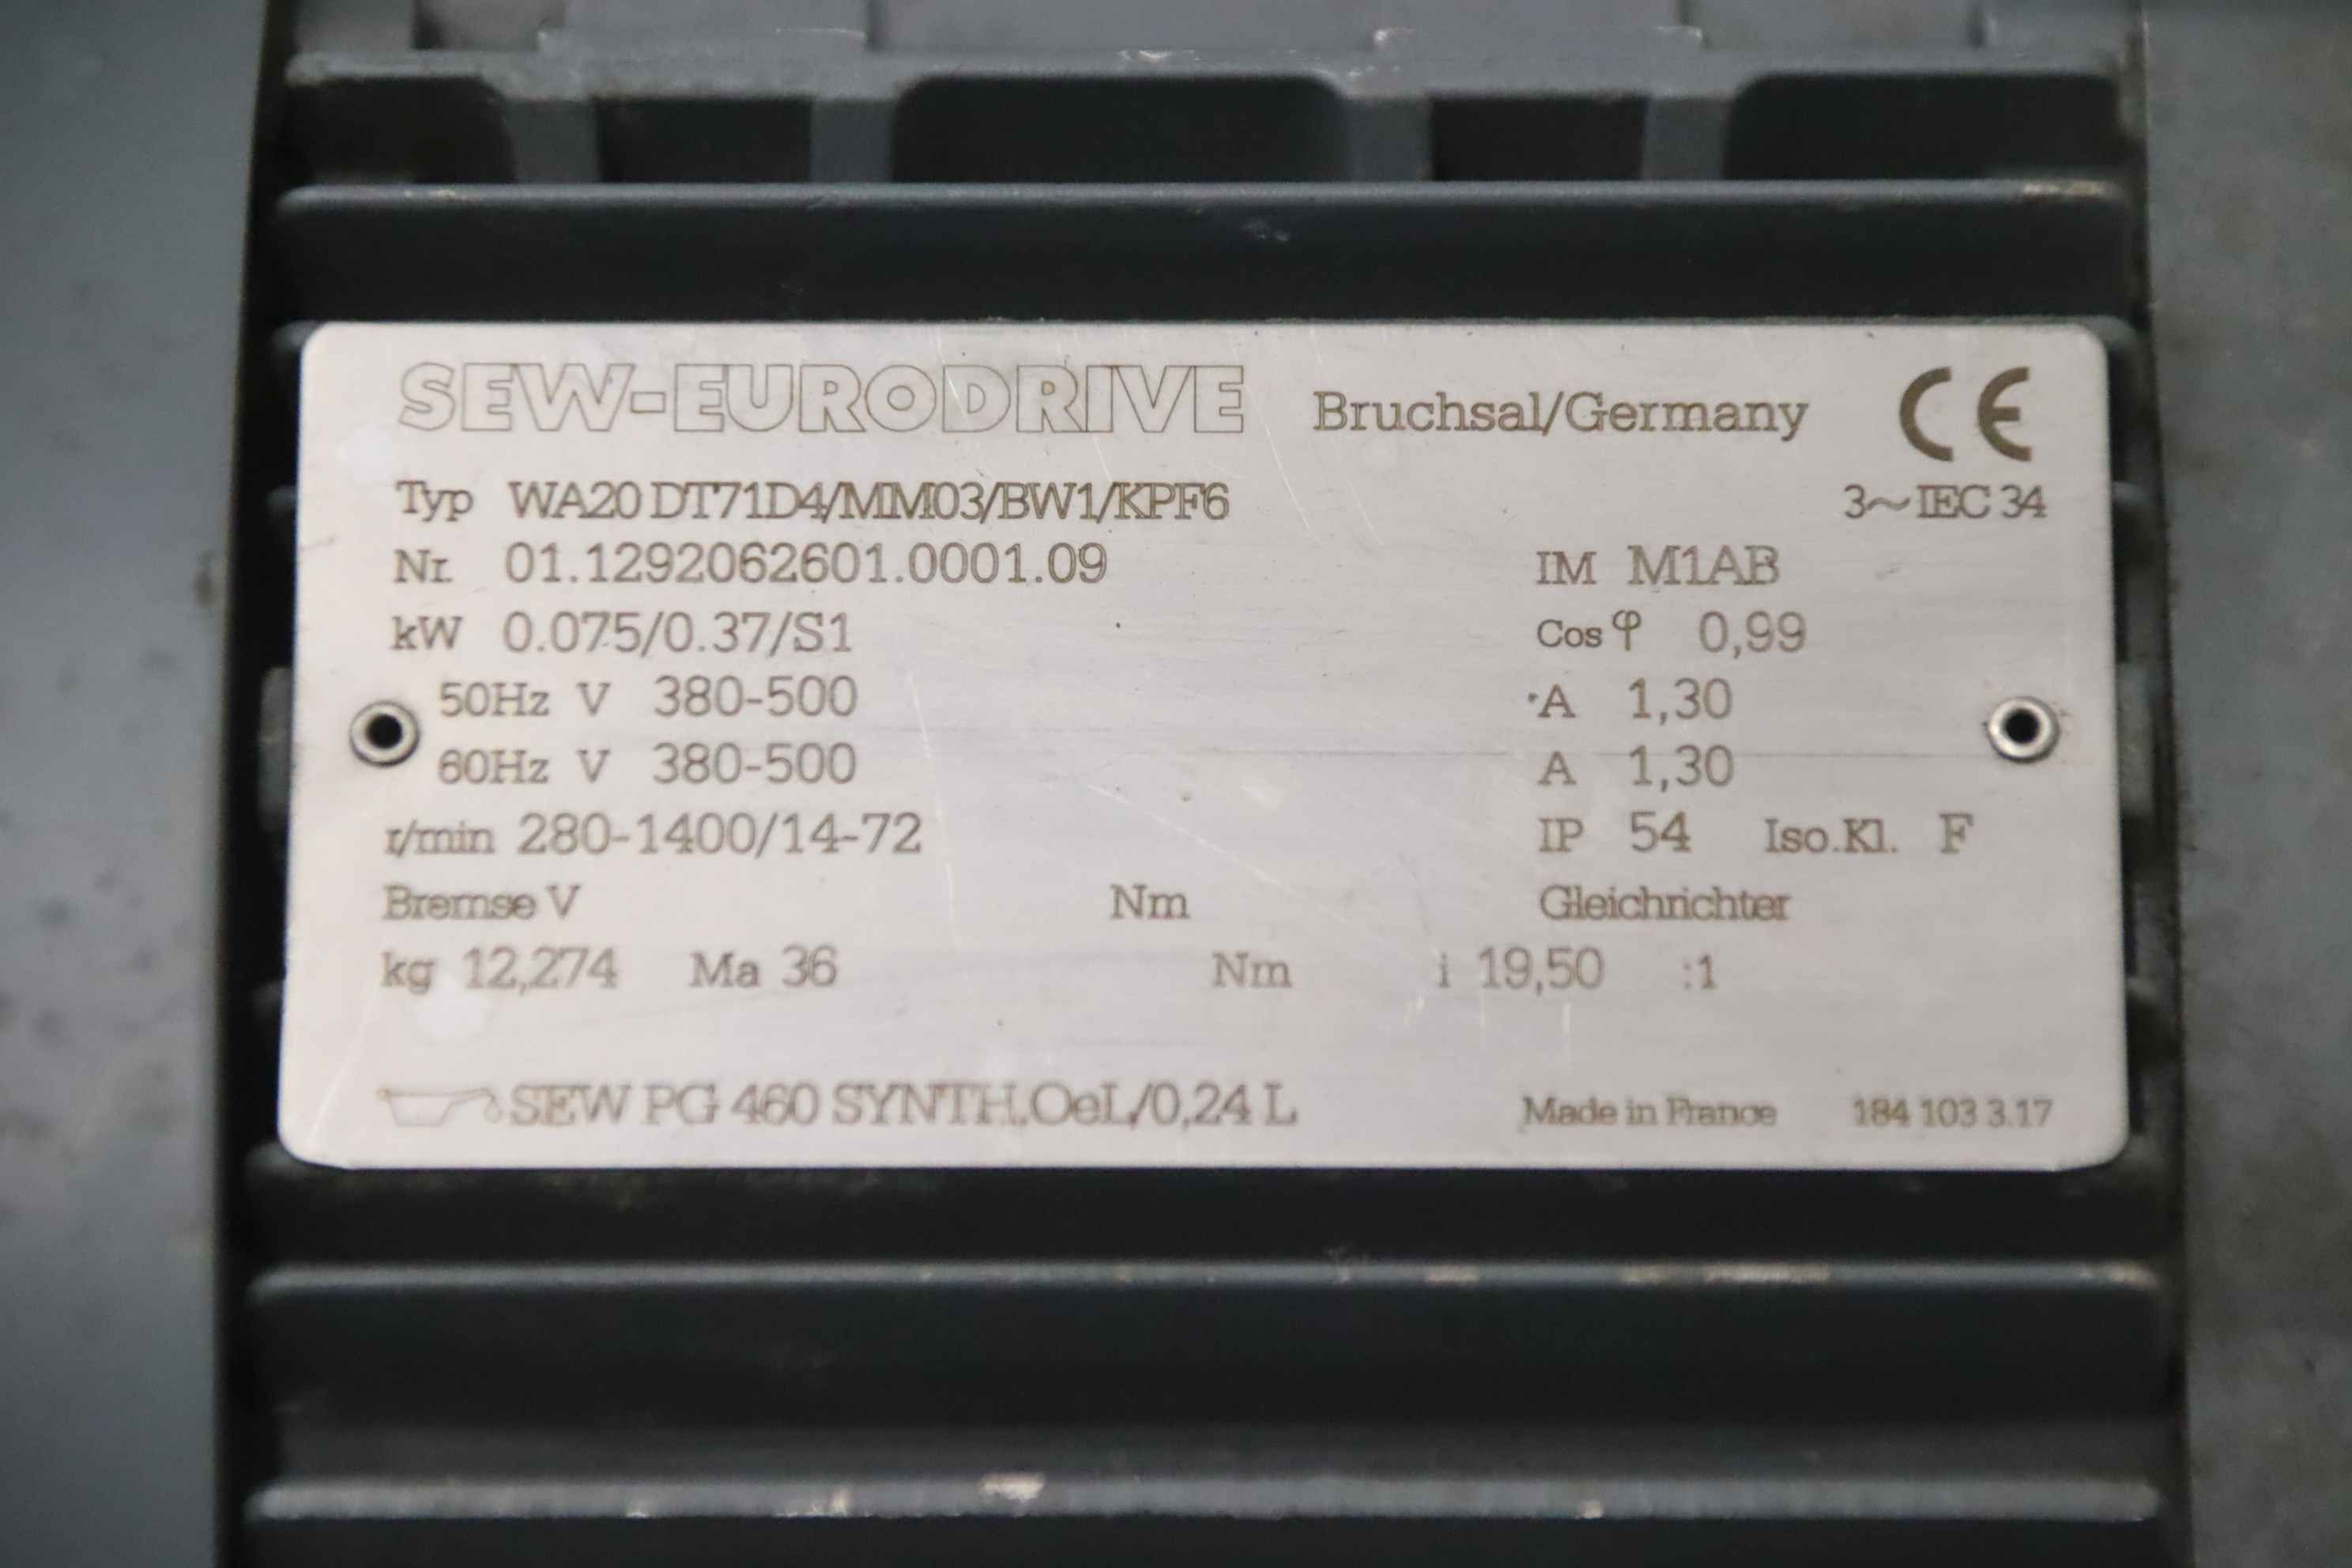 SEW-EURODRIVE Bruchsal/Germany CE
Typ WA20 DT71D4/MM03/BW1/KPF6 3~IEC 34
Nr. 01.1292062601.0001.09 IM M1AB
kW 0.075/0.37/S1 Cos φ 0,99
50Hz V 380-500 A 1,30
60Hz V 380-500 A 1,30
r/min 280-1400/14-72 IP 54 Iso.Kl. F
Bremse V Nm Gleichrichter
kg 12,274 Ma 36 Nm i 19,50 :1
SEW PG 460 SYNTH.OeL/0,24 L Made in France 184 103 3.17